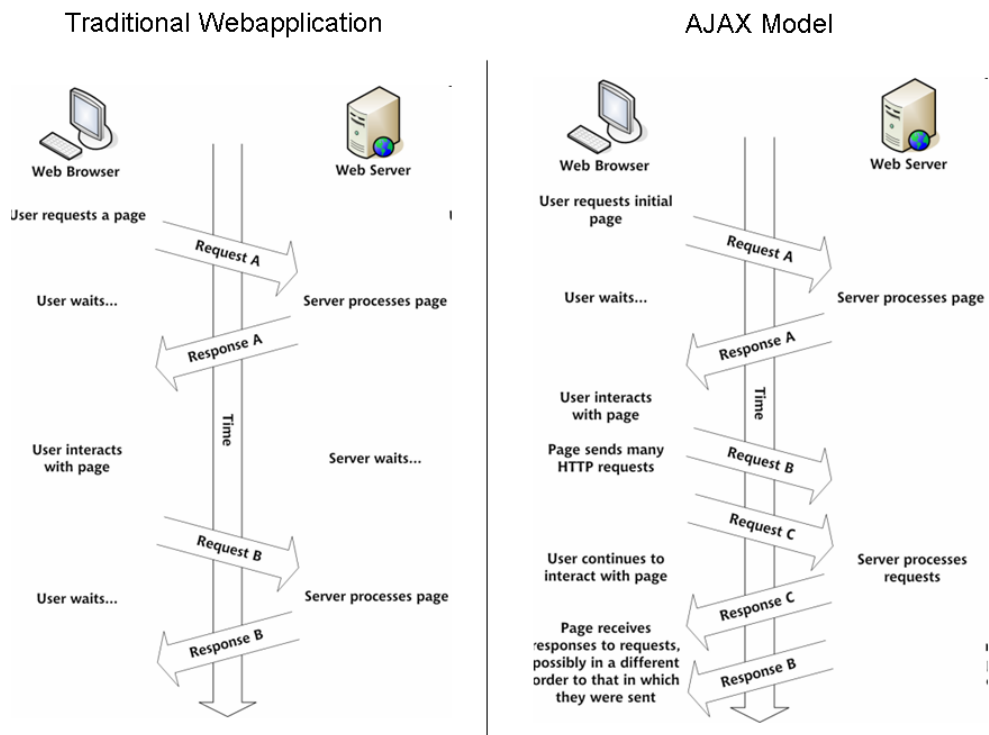 Traditional Webapplication
Web Browser
Web Server
User requests a page
Request A
User waits...
Server processes page
Response A
Time
User interacts
with page
Server waits...
Request B
User waits...
Server processes page
Response B
AJAX Model
Web Browser
Web Server
User requests initial
page
Request A
User waits...
Server processes page
Response A
Time
User interacts
with page
Page sends many
HTTP requests
Request B
Request C
User continues to
interact with page
Server processes
requests
Response C
Page receives
responses to requests,
possibly in a different
order to that in which
they were sent
Response B